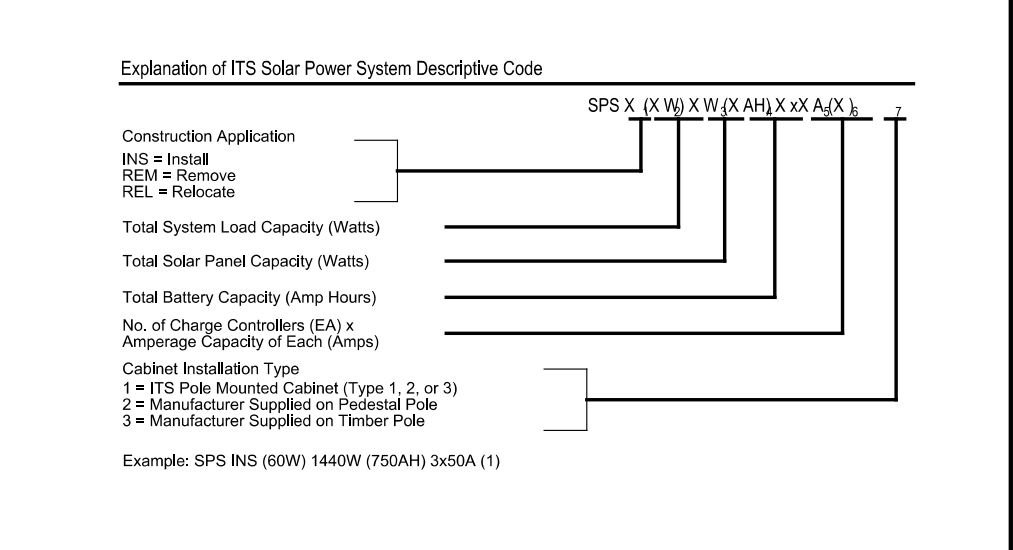 Explanation of ITS Solar Power System Descriptive Code
SPS X (X W) X W (X AH) X xX A (X )
1 2 3 4 5 6 7
Construction Application
INS = Install
REM = Remove
REL = Relocate
Total System Load Capacity (Watts)
Total Solar Panel Capacity (Watts)
Total Battery Capacity (Amp Hours)
No. of Charge Controllers (EA) x
Amperage Capacity of Each (Amps)
Cabinet Installation Type
1 = ITS Pole Mounted Cabinet (Type 1, 2, or 3)
2 = Manufacturer Supplied on Pedestal Pole
3 = Manufacturer Supplied on Timber Pole
Example: SPS INS (60W) 1440W (750AH) 3x50A (1)